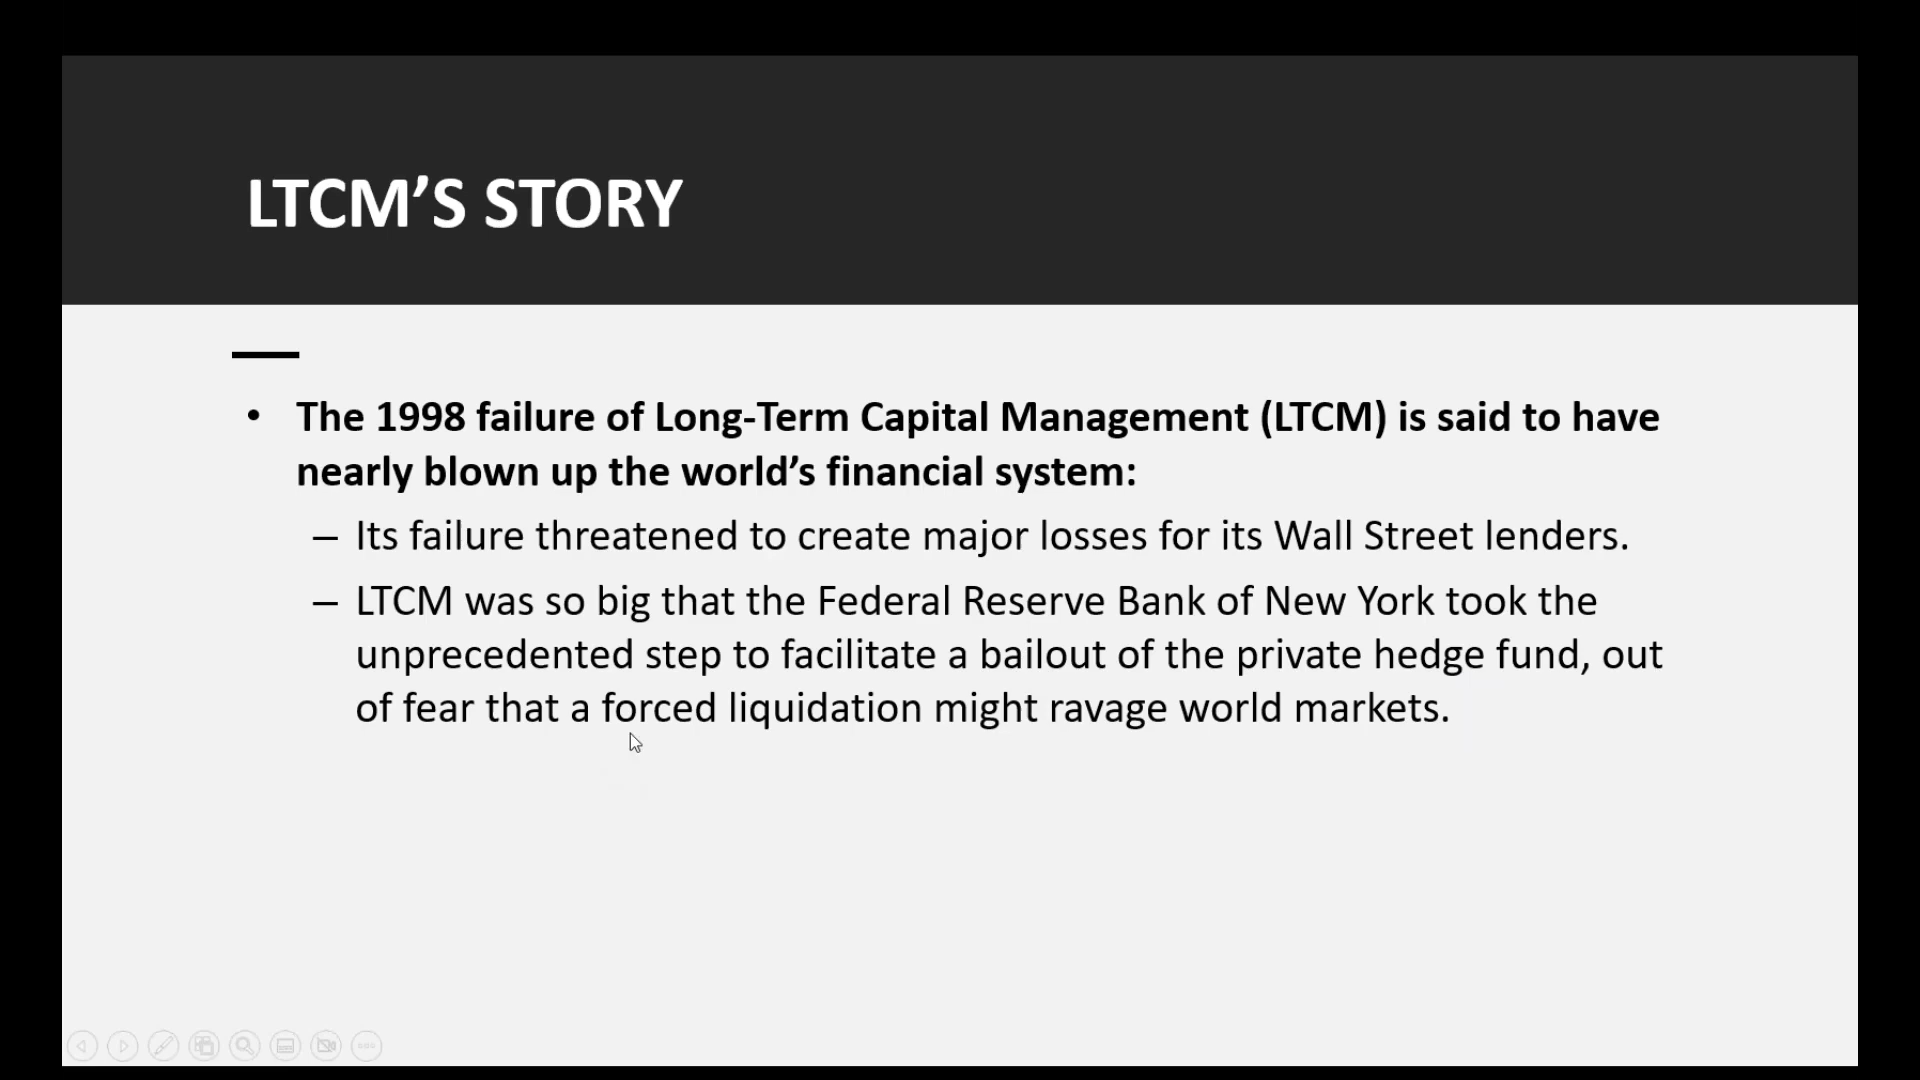 LTCM’S STORY
• The 1998 failure of Long-Term Capital Management (LTCM) is said to have
nearly blown up the world’s financial system:
– Its failure threatened to create major losses for its Wall Street lenders.
– LTCM was so big that the Federal Reserve Bank of New York took the
unprecedented step to facilitate a bailout of the private hedge fund, out
of fear that a forced liquidation might ravage world markets.